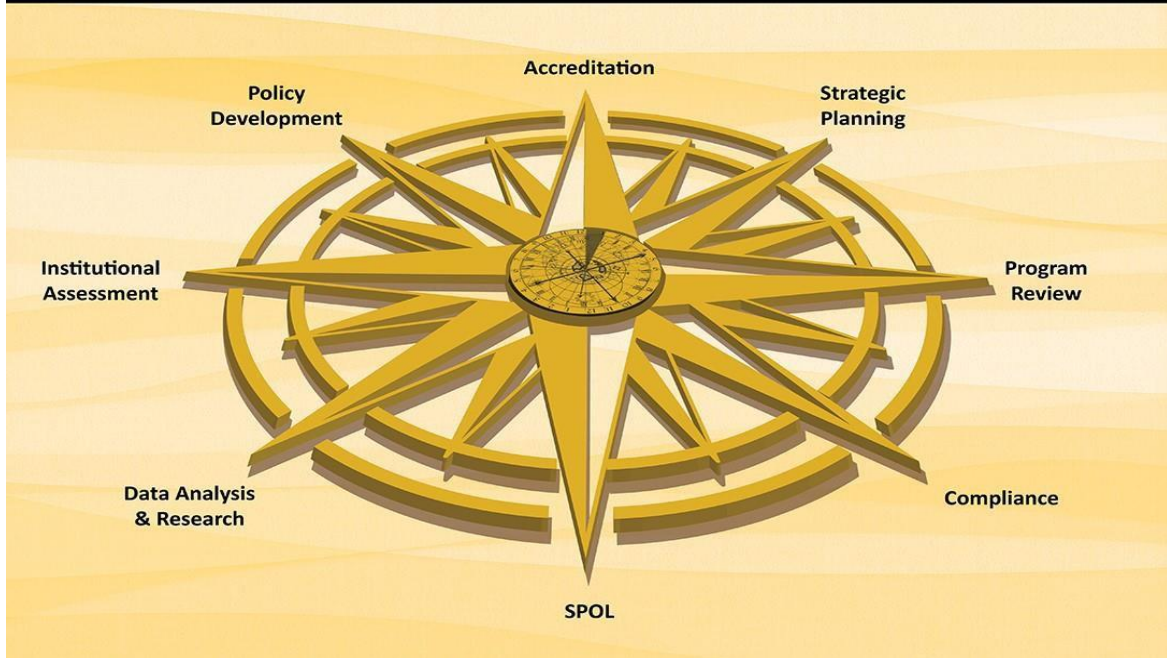 Accreditation
Policy
Development
Strategic
Planning
Institutional
Assessment
Program
Review
Data Analysis
& Research
Compliance
SPOL